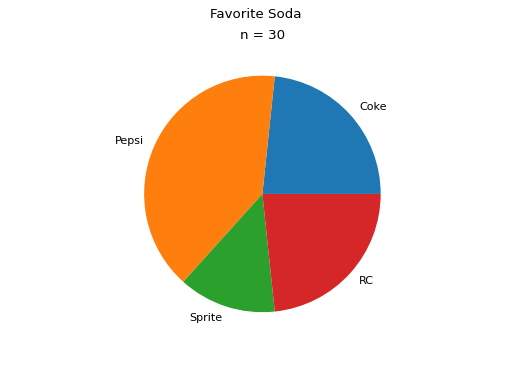 Favorite Soda
n = 30
Coke
Pepsi
RC
Sprite